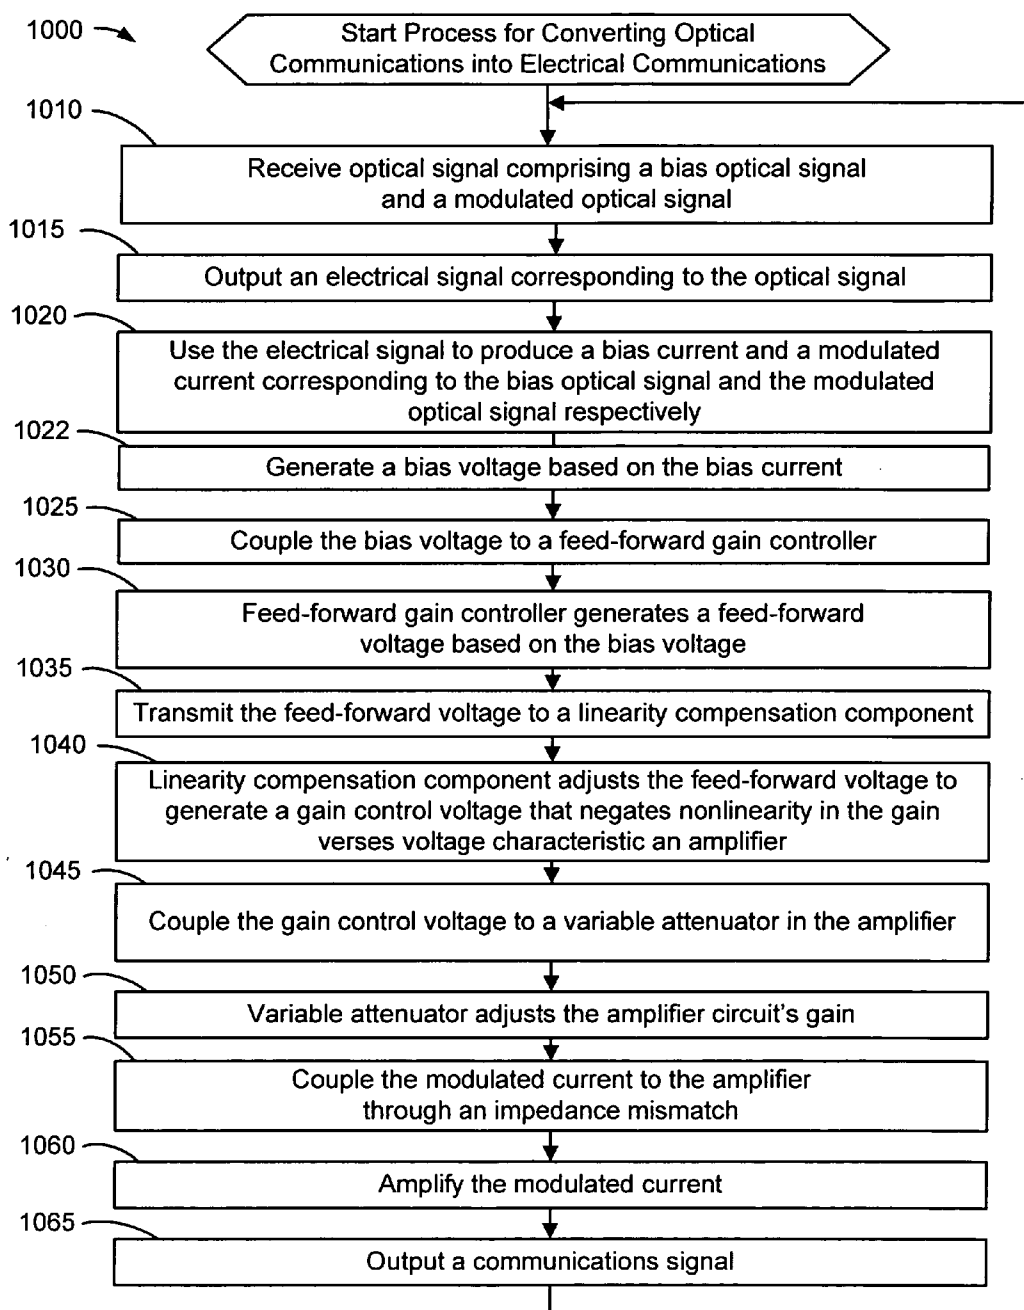 1000
Start Process for Converting Optical
Communications into Electrical Communications
1010
Receive optical signal comprising a bias optical signal
and a modulated optical signal
1015
Output an electrical signal corresponding to the optical signal
1020
Use the electrical signal to produce a bias current and a modulated
current corresponding to the bias optical signal and the modulated
optical signal respectively
1022
Generate a bias voltage based on the bias current
1025
Couple the bias voltage to a feed-forward gain controller
1030
Feed-forward gain controller generates a feed-forward
voltage based on the bias voltage
1035
Transmit the feed-forward voltage to a linearity compensation component
1040
Linearity compensation component adjusts the feed-forward voltage to
generate a gain control voltage that negates nonlinearity in the gain
verses voltage characteristic an amplifier
1045
Couple the gain control voltage to a variable attenuator in the amplifier
1050
Variable attenuator adjusts the amplifier circuit's gain
1055
Couple the modulated current to the amplifier
through an impedance mismatch
1060
Amplify the modulated current
1065
Output a communications signal